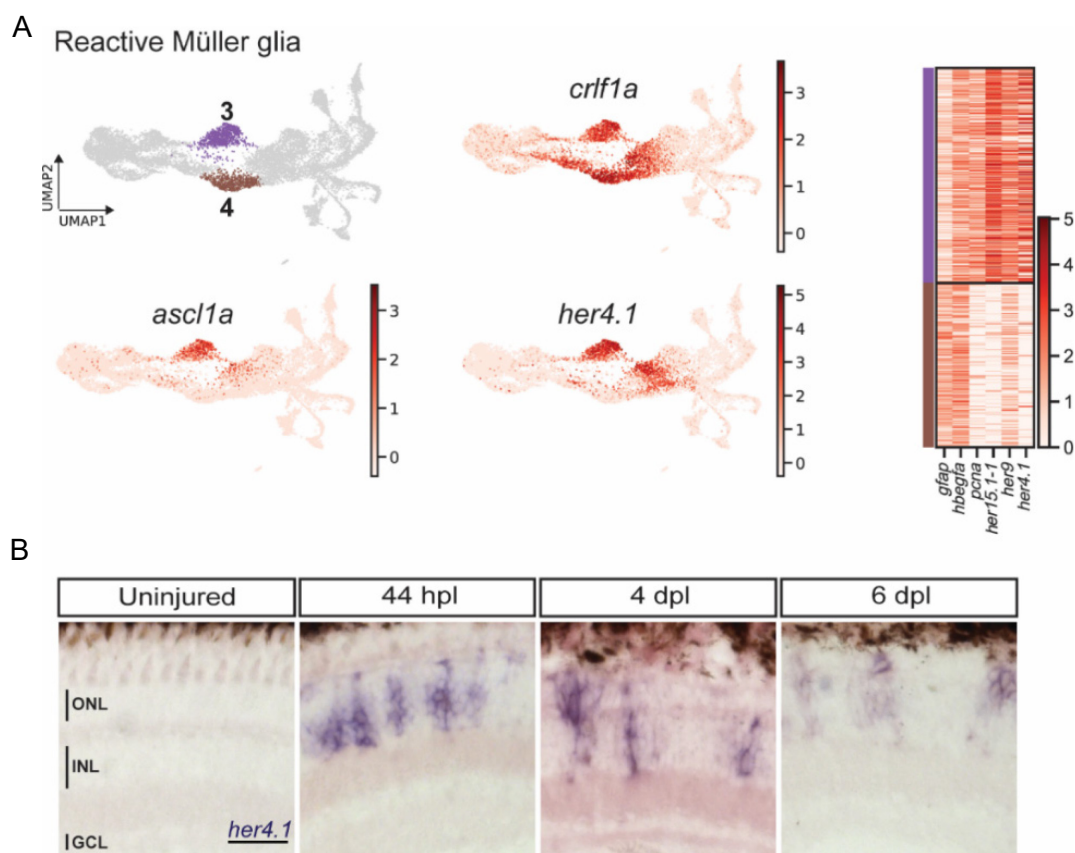 A
Reactive Müller glia
3
4
UMAP2
UMAP1
crlf1a
3
2
1
0
ascl1a
3
2
1
0
her4.1
5
4
3
2
1
0
5
4
3
2
1
0
gfap
hbegfa
pcna
her15.1-1
her9
her4.1
B
Uninjured
44 hpl
4 dpl
6 dpl
ONL
INL
GCL
her4.1